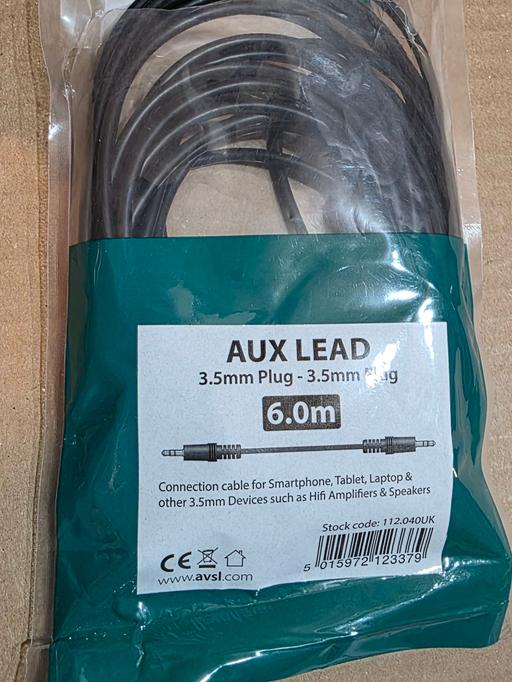 AUX LEAD
3.5mm Plug - 3.5mm Plug
6.0m
Connection cable for Smartphone, Tablet, Laptop &
other 3.5mm Devices such as Hifi Amplifiers & Speakers
Stock code: 112.040UK
CE
www.avsl.com
5 015972 123379